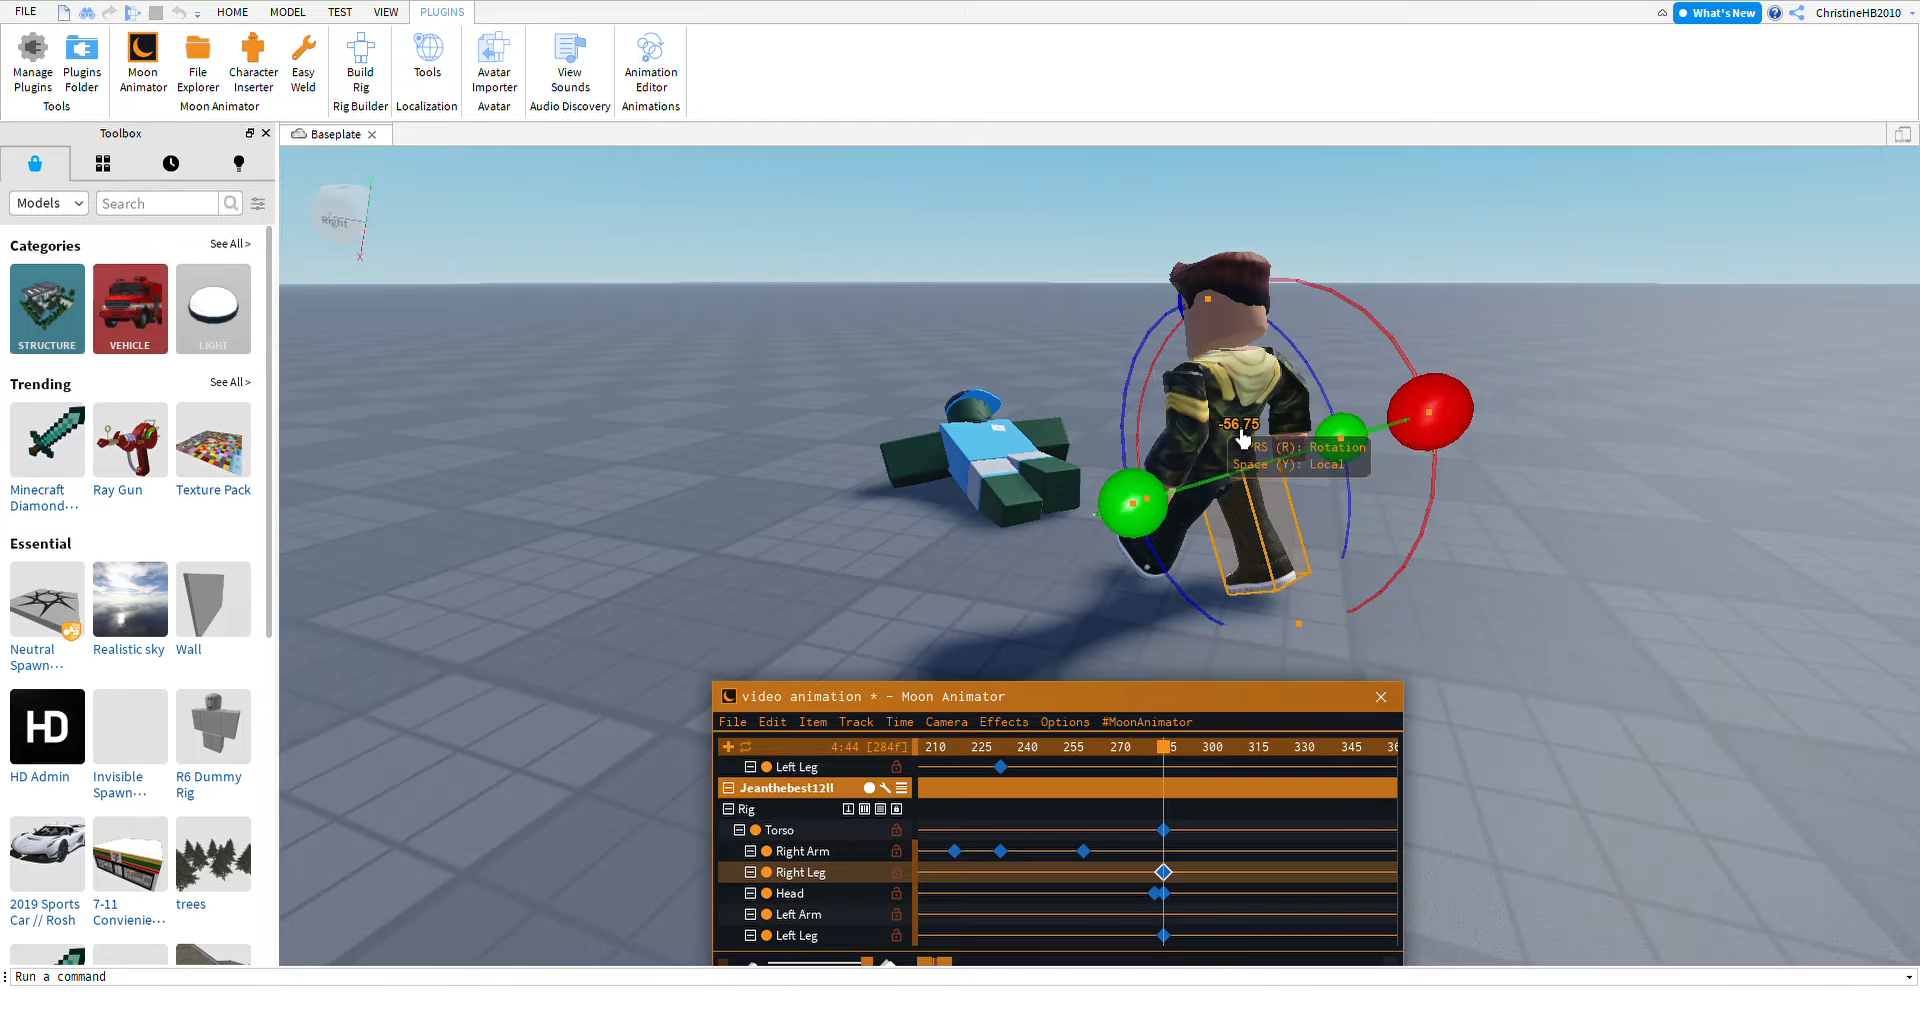 FILE HOME MODEL TEST VIEW PLUGINS What's New ChristineHB2010
Manage Plugins
Plugins Folder
Moon Animator
File Explorer
Character Inserter
Easy Weld
Build Rig
Tools
Avatar Importer
View Sounds
Animation Editor
Tools Moon Animator Rig Builder Localization Avatar Audio Discovery Animations
Toolbox
Baseplate
Models Search
Categories See All >
STRUCTURE VEHICLE LIGHT
Trending See All >
Minecraft Diamond···
Ray Gun
Texture Pack
Essential
Neutral Spawn···
Realistic sky
Wall
HD
HD Admin
Invisible Spawn···
R6 Dummy Rig
2019 Sports Car // Rosh
7-11 Convienie···
trees
Right
X
-56.75
RS (R): Rotation
Space (Y): Local
video animation * - Moon Animator
File Edit Item Track Time Camera Effects Options #MoonAnimator
4:44 [284f] 210 225 240 255 270 5 300 315 330 345 36
Left Leg
Jeanthebest12ll
Rig
Torso
Right Arm
Right Leg
Head
Left Arm
Left Leg
Run a command